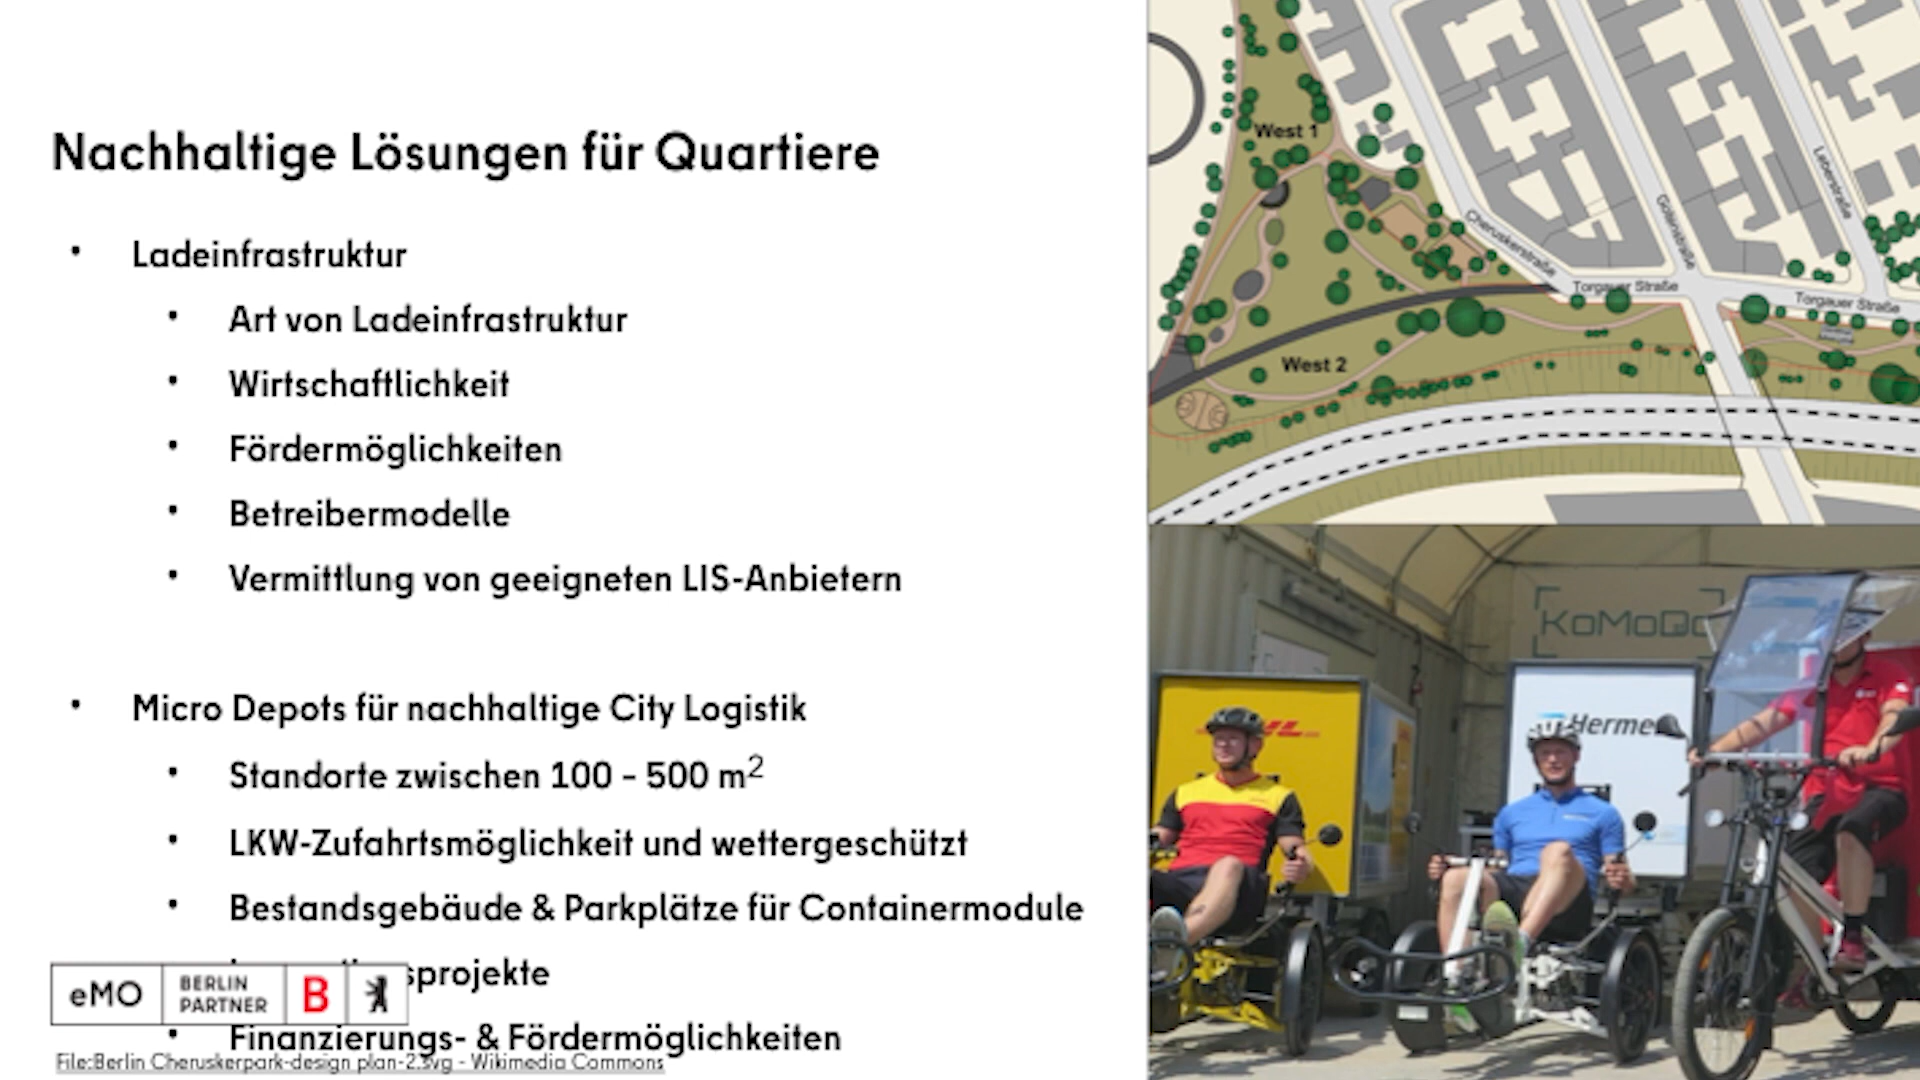 Nachhaltige Lösungen für Quartiere
• Ladeinfrastruktur
• Art von Ladeinfrastruktur
• Wirtschaftlichkeit
• Fördermöglichkeiten
• Betreibermodelle
• Vermittlung von geeigneten LIS-Anbietern
• Micro Depots für nachhaltige City Logistik
• Standorte zwischen 100 – 500 m²
• LKW-Zufahrtsmöglichkeit und wettergeschützt
• Bestandsgebäude & Parkplätze für Containermodule
sprojekte
• Finanzierungs- & Fördermöglichkeiten
eMO
BERLIN
PARTNER
B
File:Berlin Cheruskerpark-design plan-2.svg - Wikimedia Commons
West 1
Leberstraße
Gotenstraße
Cheruskerstraße
Torgauer Straße
Torgauer Straße
West 2
KoMoDo
Hermes